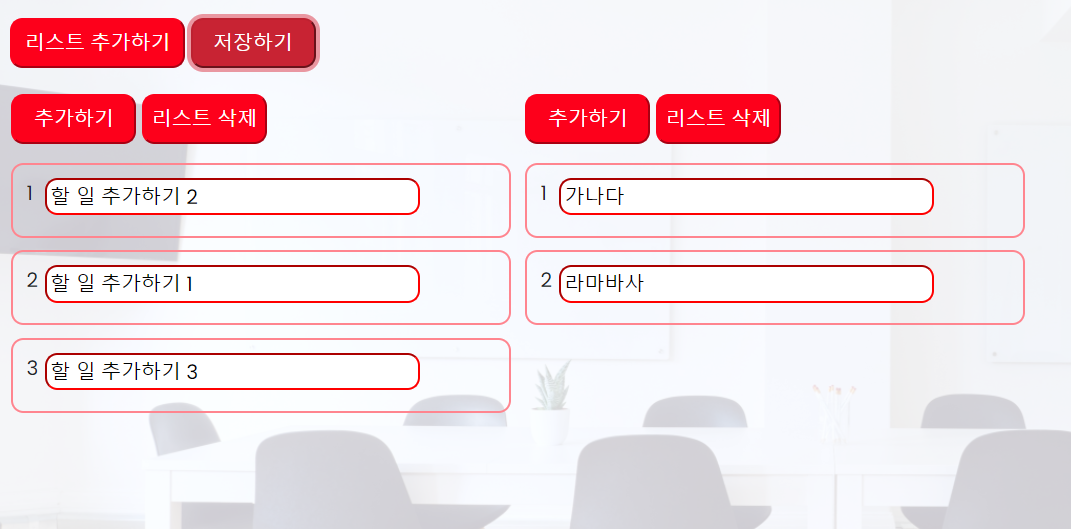 리스트 추가하기 저장하기
추가하기 리스트 삭제
1 할 일 추가하기 2
2 할 일 추가하기 1
3 할 일 추가하기 3
추가하기 리스트 삭제
1 가나다
2 라마바사